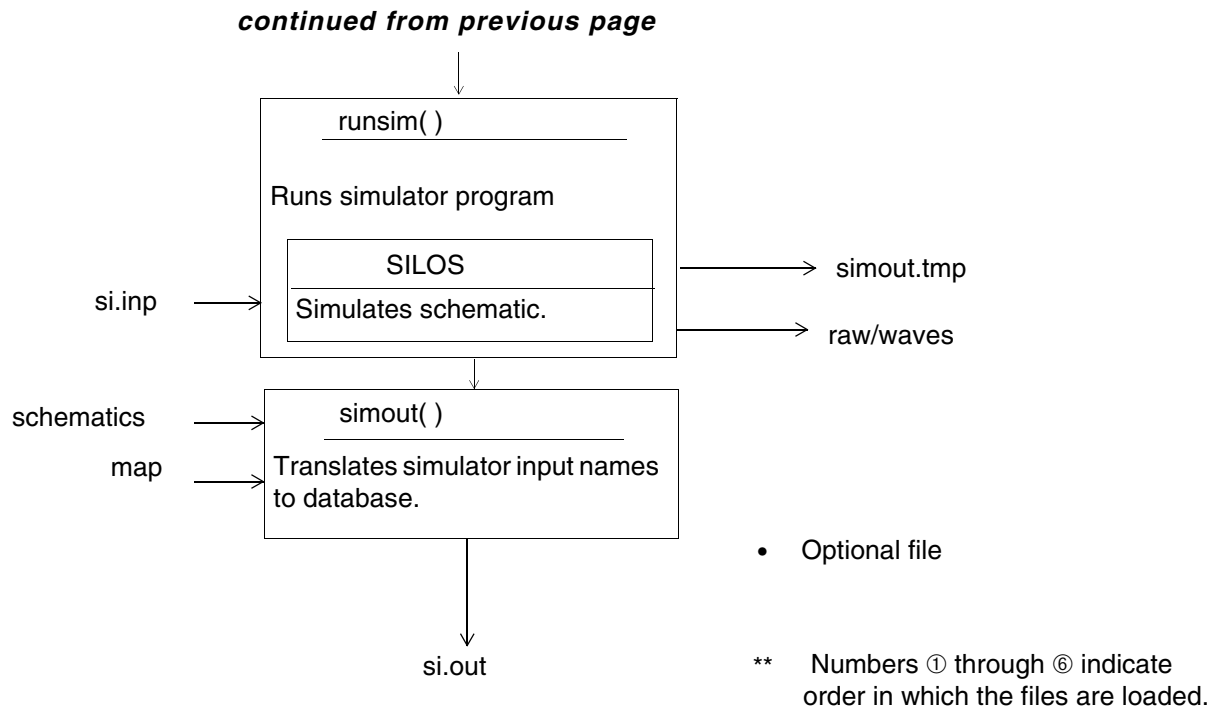 continued from previous page
runsim( )
Runs simulator program
SILOS
Simulates schematic.
si.inp
simout.tmp
raw/waves
schematics
map
simout( )
Translates simulator input names
to database.
• Optional file
si.out
** Numbers ① through ⑥ indicate
order in which the files are loaded.